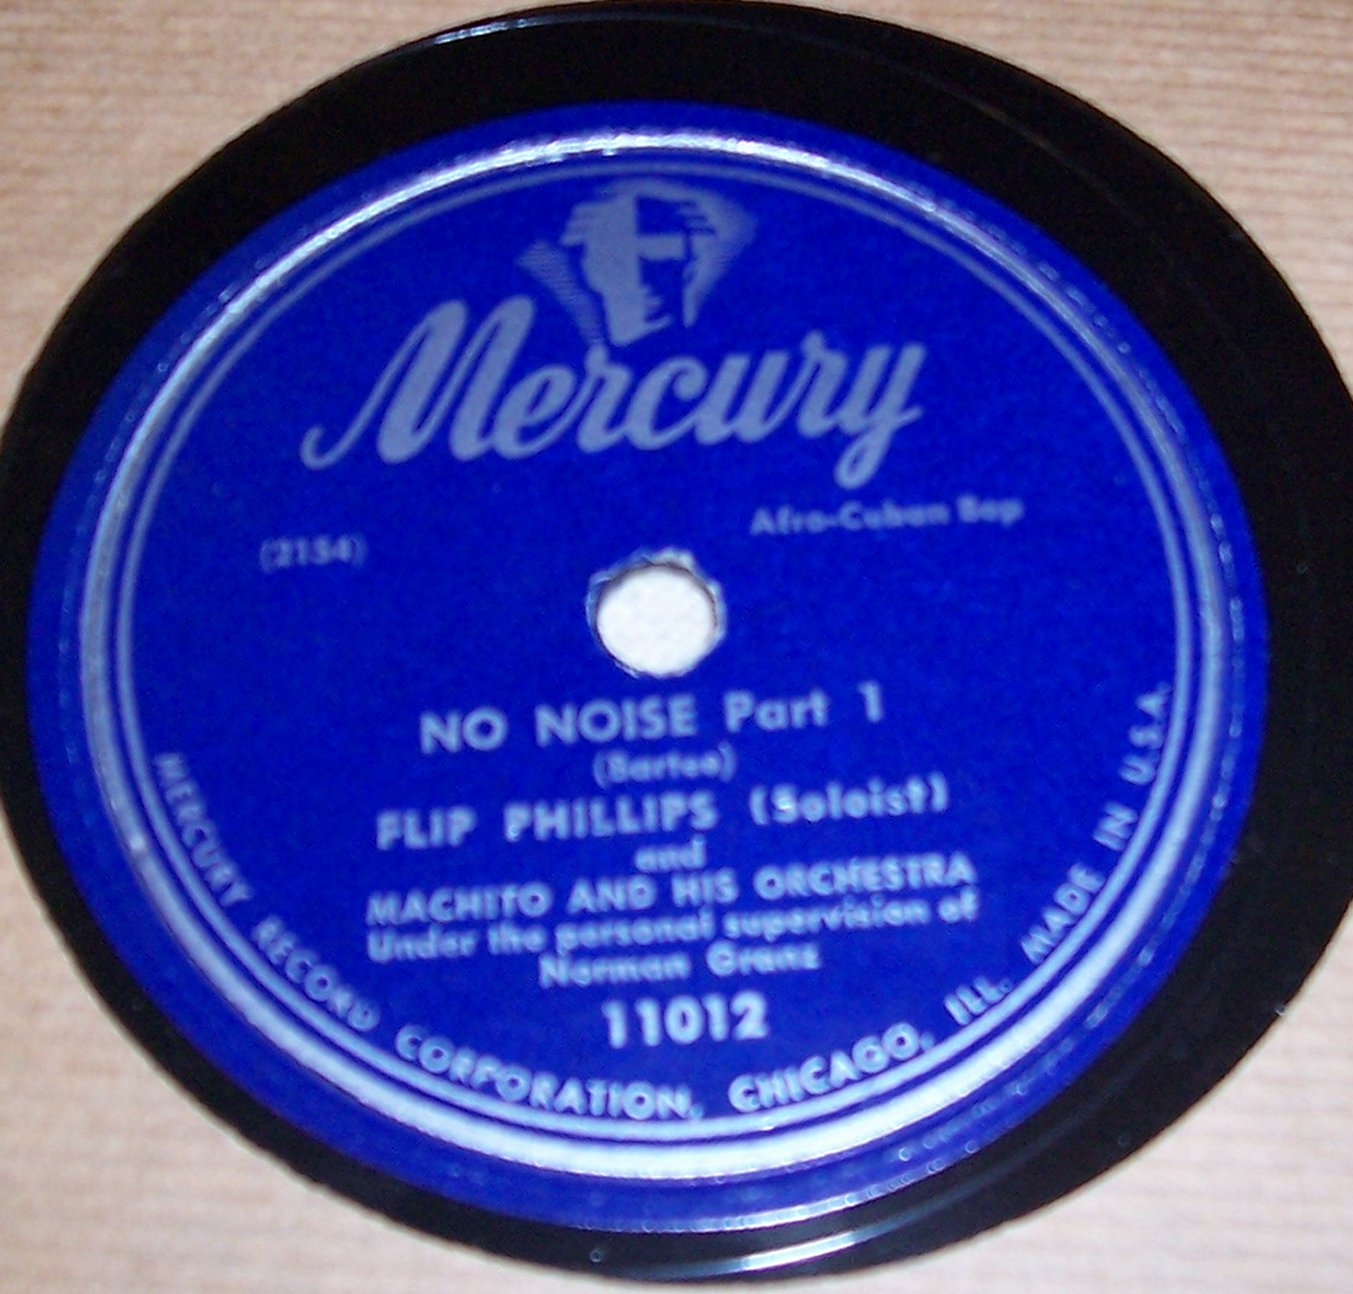 Mercury
Afro-Cuban Bop
(2154)
NO NOISE Part 1
(Bartee)
FLIP PHILLIPS (Soloist)
and
MACHITO AND HIS ORCHESTRA
Under the personal supervision of
Norman Granz
11012
MERCURY RECORD CORPORATION, CHICAGO, ILL. MADE IN U.S.A.